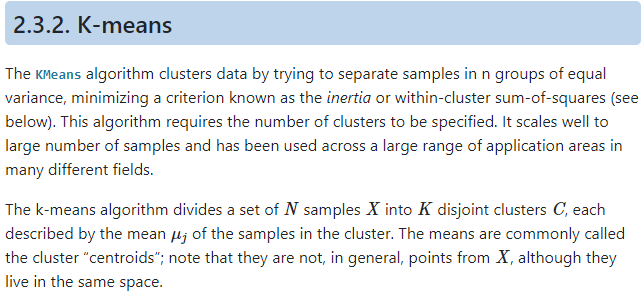 2.3.2. K-means
The KMeans algorithm clusters data by trying to separate samples in n groups of equal
variance, minimizing a criterion known as the inertia or within-cluster sum-of-squares (see
below). This algorithm requires the number of clusters to be specified. It scales well to
large number of samples and has been used across a large range of application areas in
many different fields.
The k-means algorithm divides a set of N samples X into K disjoint clusters C, each
described by the mean μj of the samples in the cluster. The means are commonly called
the cluster “centroids”; note that they are not, in general, points from X, although they
live in the same space.